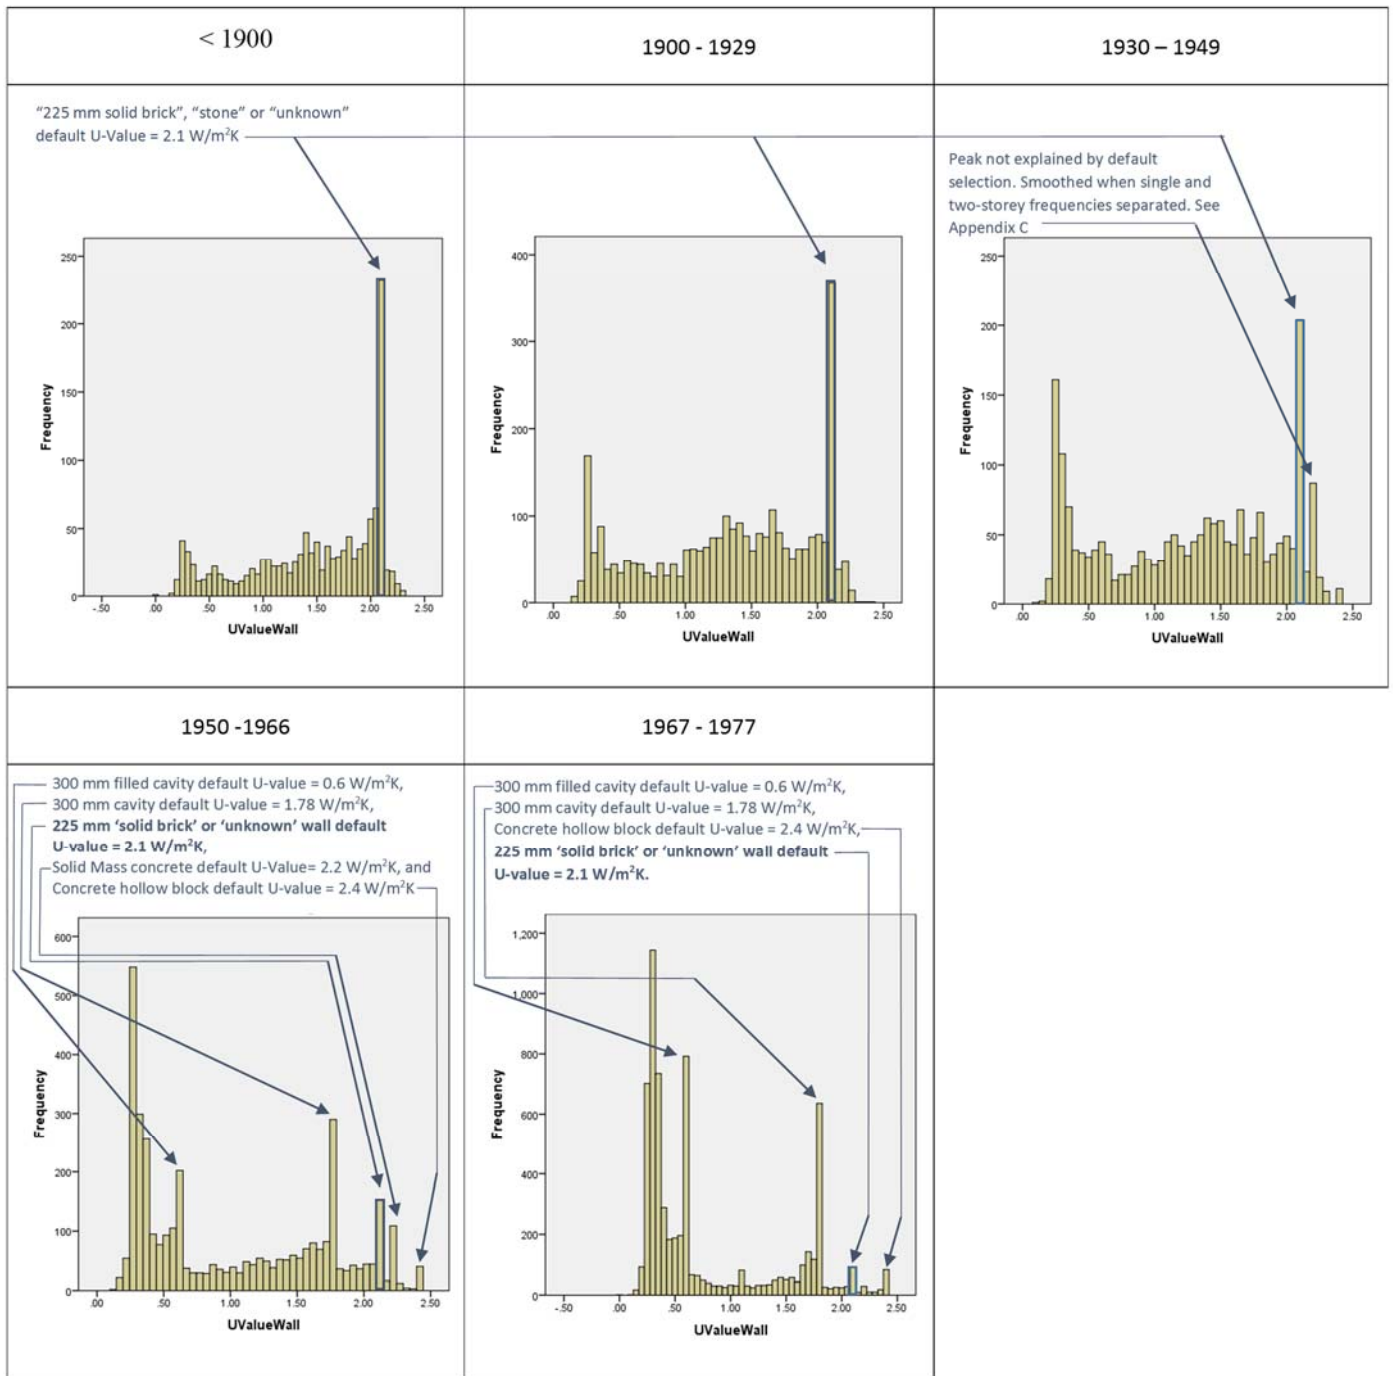 < 1900
1900 - 1929
1930 – 1949
“225 mm solid brick”, “stone” or “unknown”
default U-Value = 2.1 W/m²K
Peak not explained by default
selection. Smoothed when single and
two-storey frequencies separated. See
Appendix C
250
200
150
100
50
0
Frequency
-.50
.00
.50
1.00
1.50
2.00
2.50
UValueWall
400
300
200
100
0
Frequency
.00
.50
1.00
1.50
2.00
2.50
UValueWall
250
200
150
100
50
0
Frequency
.00
.50
1.00
1.50
2.00
2.50
UValueWall
1950 -1966
1967 - 1977
300 mm filled cavity default U-value = 0.6 W/m²K,
300 mm cavity default U-value = 1.78 W/m²K,
225 mm ‘solid brick’ or ‘unknown’ wall default
U-value = 2.1 W/m²K,
Solid Mass concrete default U-Value= 2.2 W/m²K, and
Concrete hollow block default U-value = 2.4 W/m²K
600
500
400
300
200
100
0
Frequency
.00
.50
1.00
1.50
2.00
2.50
UValueWall
300 mm filled cavity default U-value = 0.6 W/m²K,
300 mm cavity default U-value = 1.78 W/m²K,
Concrete hollow block default U-value = 2.4 W/m²K,
225 mm ‘solid brick’ or ‘unknown’ wall default
U-value = 2.1 W/m²K.
1,200
1,000
800
600
400
200
0
Frequency
-.50
.00
.50
1.00
1.50
2.00
2.50
UValueWall